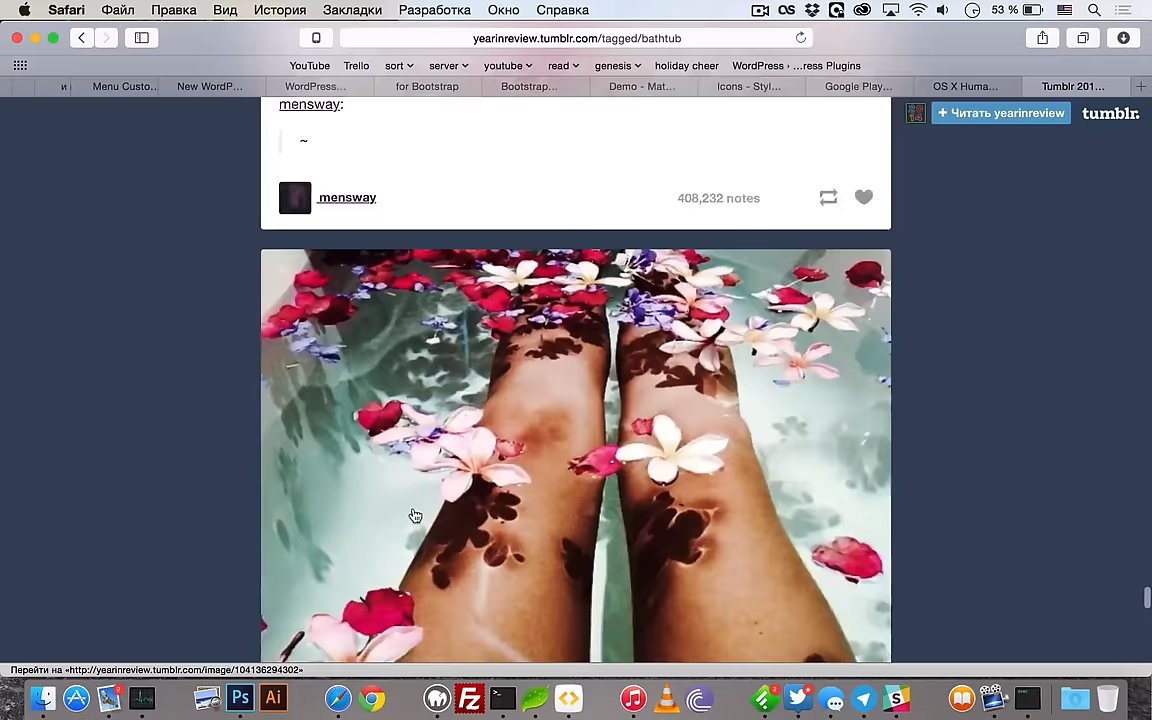 Safari Файл Правка Вид История Закладки Разработка Окно Справка 53 %
yearinreview.tumblr.com/tagged/bathtub
YouTube Trello sort server youtube read genesis holiday cheer WordPress › ...ress Plugins
и Menu Custo... New WordP... WordPress... for Bootstrap Bootstrap... Demo - Mat... Icons - Styl... Google Play... OS X Huma... Tumblr 201...
mensway:
+ Читать yearinreview tumblr.
~
mensway 408,232 notes
Перейти на «http://yearinreview.tumblr.com/image/104136294302»
Ps Ai Fz